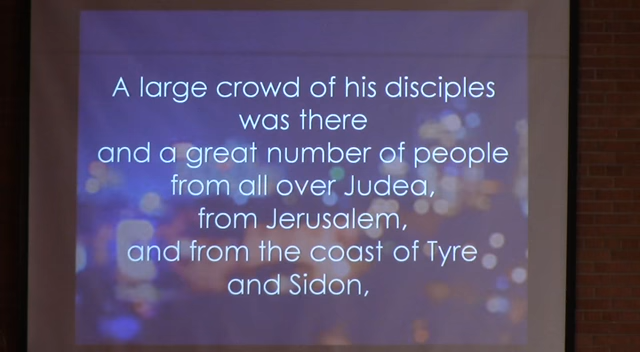 A large crowd of his disciples
was there
and a great number of people
from all over Judea,
from Jerusalem,
and from the coast of Tyre
and Sidon,